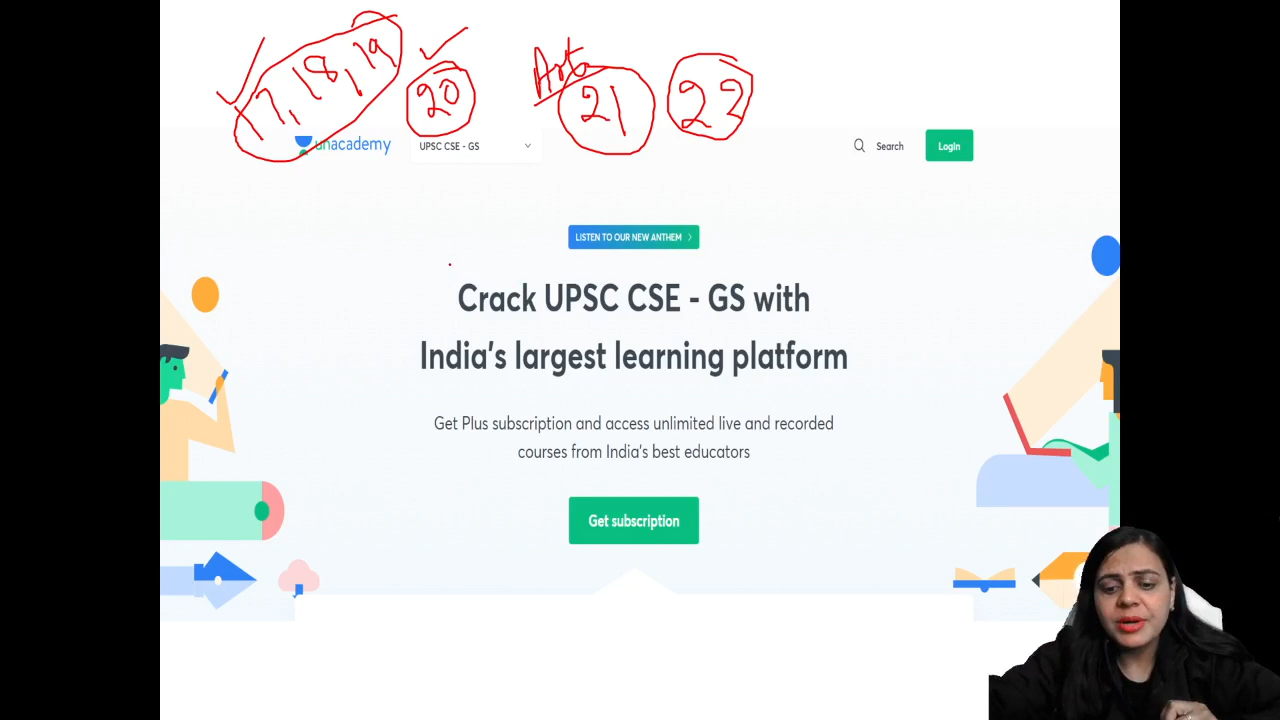 17, 18, 19 20 Art 21 22
unacademy UPSC CSE - GS Search Login
LISTEN TO OUR NEW ANTHEM
Crack UPSC CSE - GS with
India's largest learning platform
Get Plus subscription and access unlimited live and recorded
courses from India's best educators
Get subscription